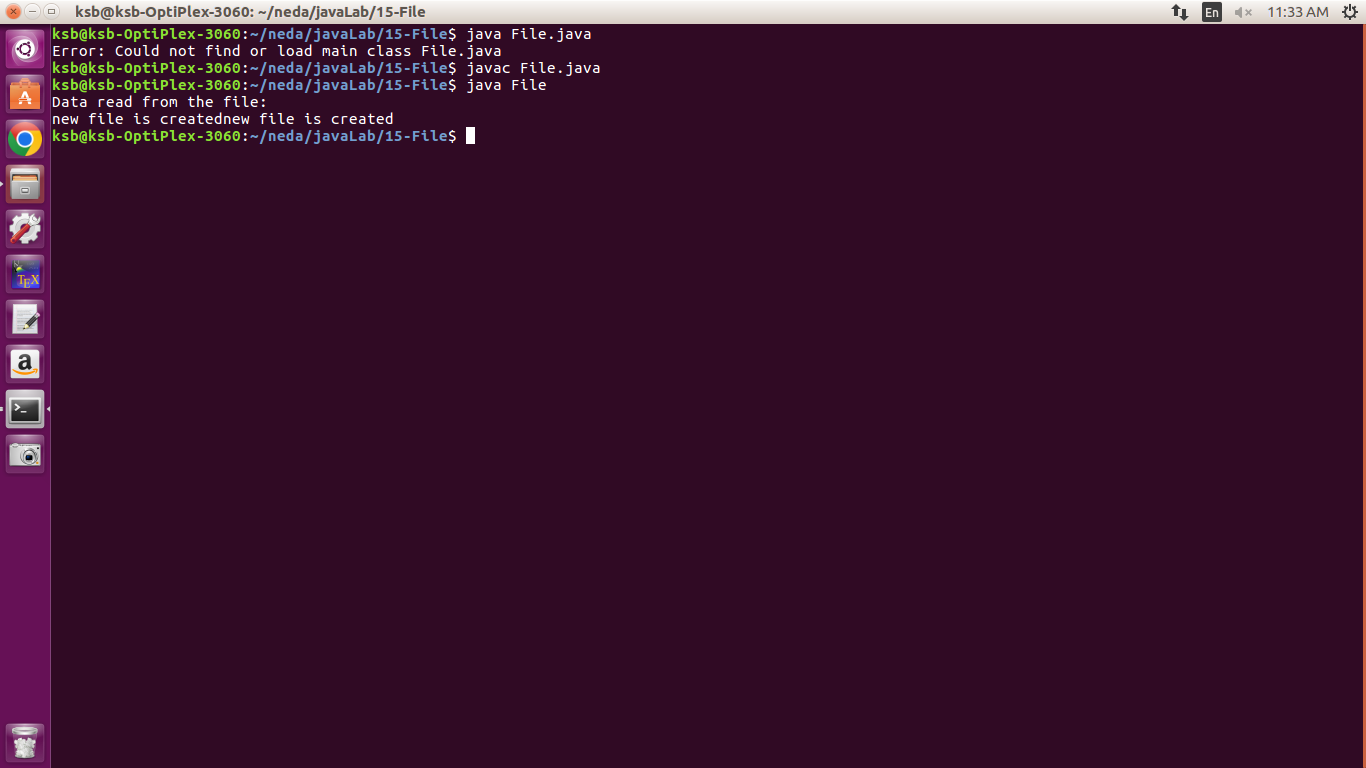 ksb@ksb-OptiPlex-3060: ~/neda/javaLab/15-File
En
11:33 AM
ksb@ksb-OptiPlex-3060:~/neda/javaLab/15-File$ java File.java
Error: Could not find or load main class File.java
ksb@ksb-OptiPlex-3060:~/neda/javaLab/15-File$ javac File.java
ksb@ksb-OptiPlex-3060:~/neda/javaLab/15-File$ java File
Data read from the file:
new file is creatednew file is created
ksb@ksb-OptiPlex-3060:~/neda/javaLab/15-File$
A
TEX
a
>_